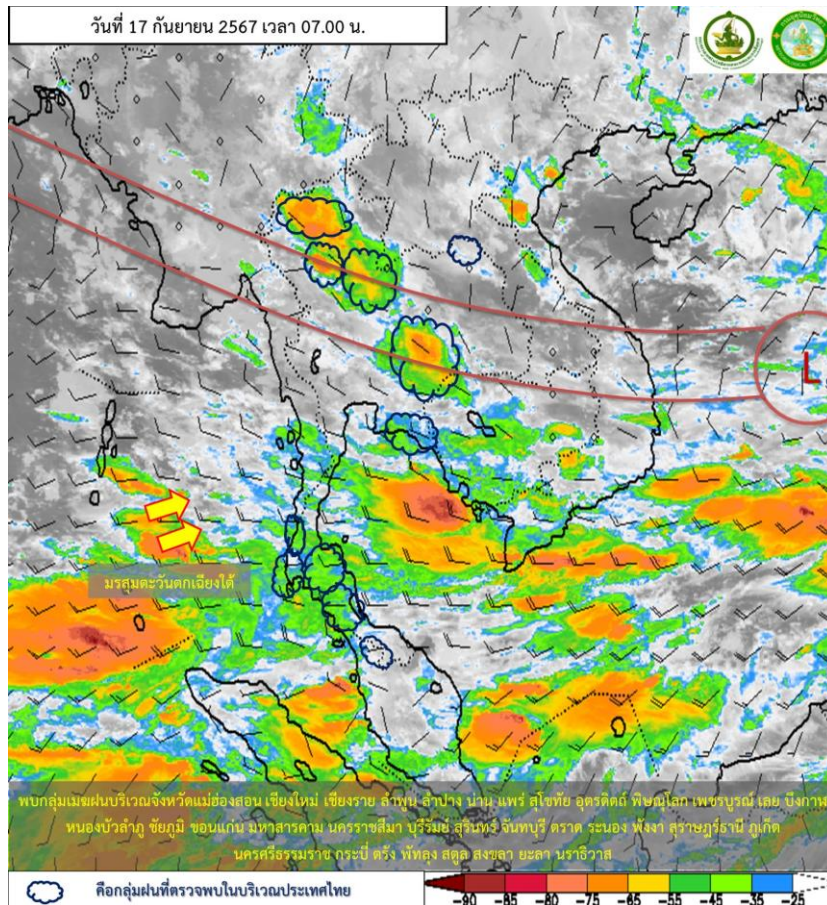 วันที่ 17 กันยายน 2567 เวลา 07.00 น.
L
มรสุมตะวันตกเฉียงใต้
พบกลุ่มเมฆฝนบริเวณจังหวัดแม่ฮ่องสอน เชียงใหม่ เชียงราย ลำพูน ลำปาง น่าน แพร่ สุโขทัย อุตรดิตถ์ พิษณุโลก เพชรบูรณ์ เลย บึงกาฬ
หนองบัวลำภู ชัยภูมิ ขอนแก่น มหาสารคาม นครราชสีมา บุรีรัมย์ สุรินทร์ จันทบุรี ตราด ระนอง พังงา สุราษฎร์ธานี ภูเก็ต
นครศรีธรรมราช กระบี่ ตรัง พัทลุง สตูล สงขลา ยะลา นราธิวาส
คือกลุ่มฝนที่ตรวจพบในบริเวณประเทศไทย
-90 -85 -80 -75 -65 -55 -45 -35 -25